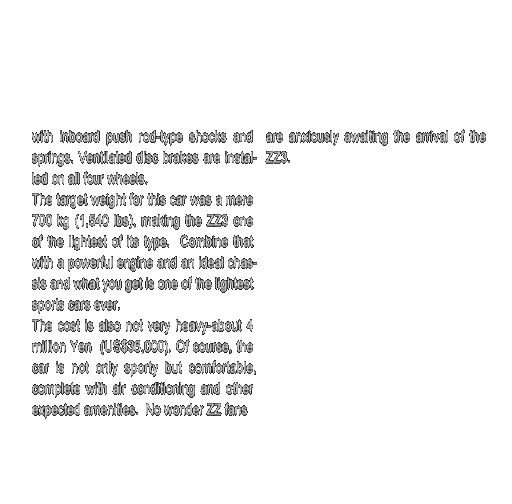 with inboard push rod-type shocks and
springs. Ventilated disc brakes are instal-
led on all four wheels.
The target weight for this car was a mere
700 kg (1,540 lbs), making the ZZ3 one
of the lightest of its type. Combine that
with a powerful engine and an ideal chas-
sis and what you get is one of the lightest
sports cars ever.
The cost is also not very heavy-about 4
million Yen (US$35,000). Of course, the
car is not only sporty but comfortable,
complete with air conditioning and other
expected amenities. No wonder ZZ fans
are anxiously awaiting the arrival of the
ZZ3.